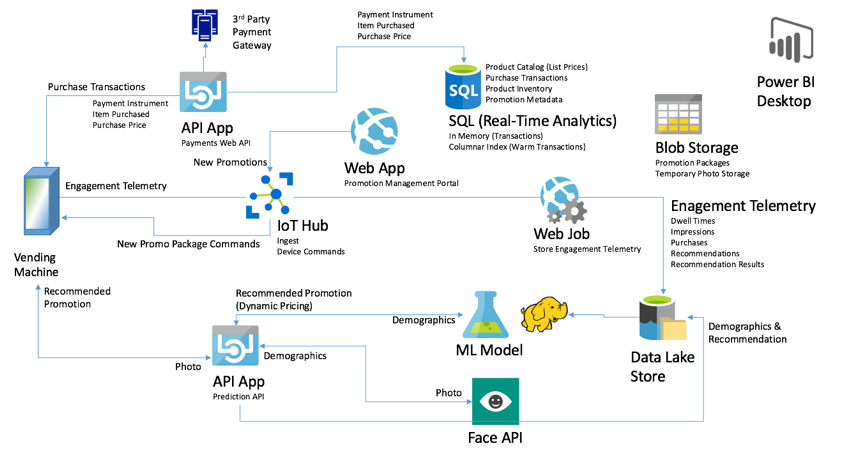 3rd Party
Payment
Gateway
Payment Instrument
Item Purchased
Purchase Price
Purchase Transactions
Payment Instrument
Item Purchased
Purchase Price
API App
Payments Web API
SQL
Product Catalog (List Prices)
Purchase Transactions
Product Inventory
Promotion Metadata
SQL (Real-Time Analytics)
In Memory (Transactions)
Columnar Index (Warm Transactions)
Power BI
Desktop
Blob Storage
Promotion Packages
Temporary Photo Storage
New Promotions
Web App
Promotion Management Portal
Engagement Telemetry
IoT Hub
Ingest
Device Commands
New Promo Package Commands
Vending
Machine
Web Job
Store Engagement Telemetry
Enagement Telemetry
Dwell Times
Impressions
Purchases
Recommendations
Recommendation Results
Recommended
Promotion
Recommended Promotion
(Dynamic Pricing)
Demographics
ML Model
Data Lake
Store
Demographics &
Recommendation
Photo
Demographics
API App
Prediction API
Photo
Face API